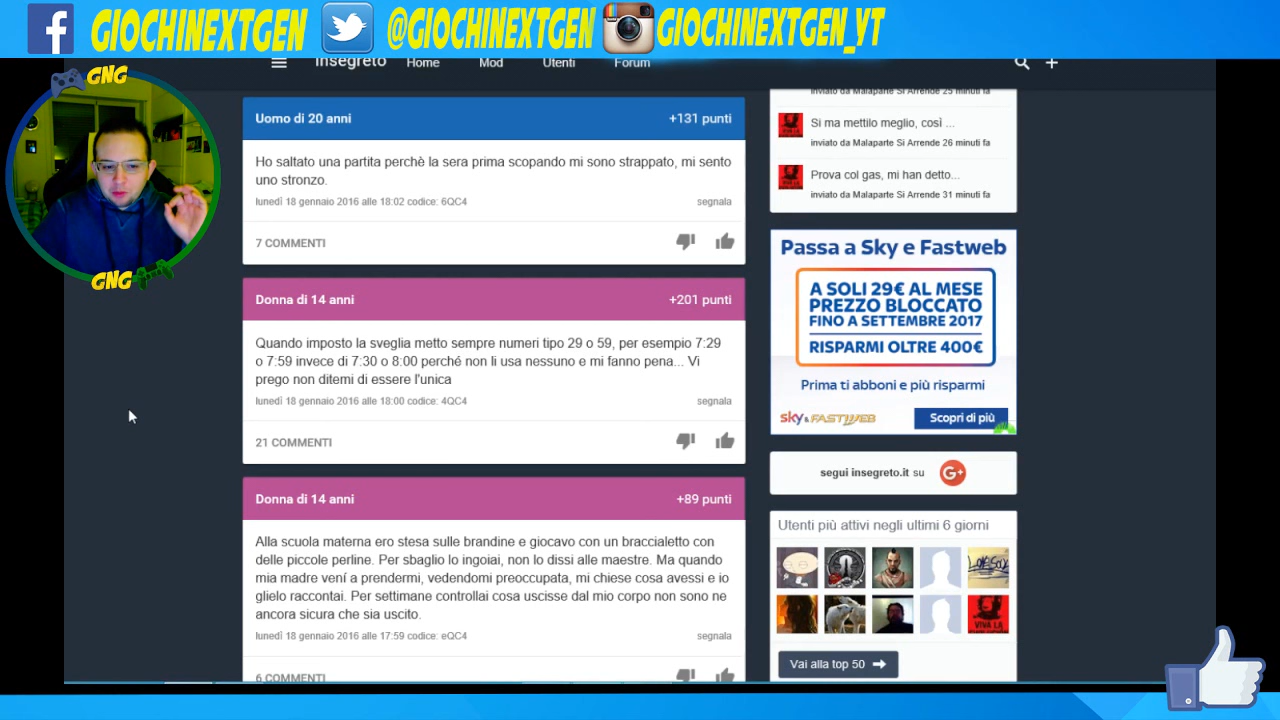 GIOCHINEXTGEN @GIOCHINEXTGEN GIOCHINEXTGEN_YT
GNG
GNG
insegreto Home Mod Utenti Forum
Uomo di 20 anni +131 punti
Ho saltato una partita perchè la sera prima scopando mi sono strappato, mi sento
uno stronzo.
lunedì 18 gennaio 2016 alle 18:02 codice: 6QC4 segnala
7 COMMENTI
Donna di 14 anni +201 punti
Quando imposto la sveglia metto sempre numeri tipo 29 o 59, per esempio 7:29
o 7:59 invece di 7:30 o 8:00 perché non li usa nessuno e mi fanno pena... Vi
prego non ditemi di essere l'unica
lunedì 18 gennaio 2016 alle 18:00 codice: 4QC4 segnala
21 COMMENTI
Donna di 14 anni +89 punti
Alla scuola materna ero stesa sulle brandine e giocavo con un braccialetto con
delle piccole perline. Per sbaglio lo ingoiai, non lo dissi alle maestre. Ma quando
mia madre vení a prendermi, vedendomi preoccupata, mi chiese cosa avessi e io
glielo raccontai. Per settimane controllai cosa uscisse dal mio corpo non sono ne
ancora sicura che sia uscito.
lunedì 18 gennaio 2016 alle 17:59 codice: eQC4 segnala
6 COMMENTI
inviato da Malaparte Si Arrende 25 minuti fa
Si ma mettilo meglio, così ...
inviato da Malaparte Si Arrende 26 minuti fa
Prova col gas, mi han detto...
inviato da Malaparte Si Arrende 31 minuti fa
Passa a Sky e Fastweb
A SOLI 29€ AL MESE
PREZZO BLOCCATO
FINO A SETTEMBRE 2017
RISPARMI OLTRE 400€
Prima ti abboni e più risparmi
sky & FASTWEB Scopri di più
segui insegreto.it su G+
Utenti più attivi negli ultimi 6 giorni
VIVA LA
Vai alla top 50